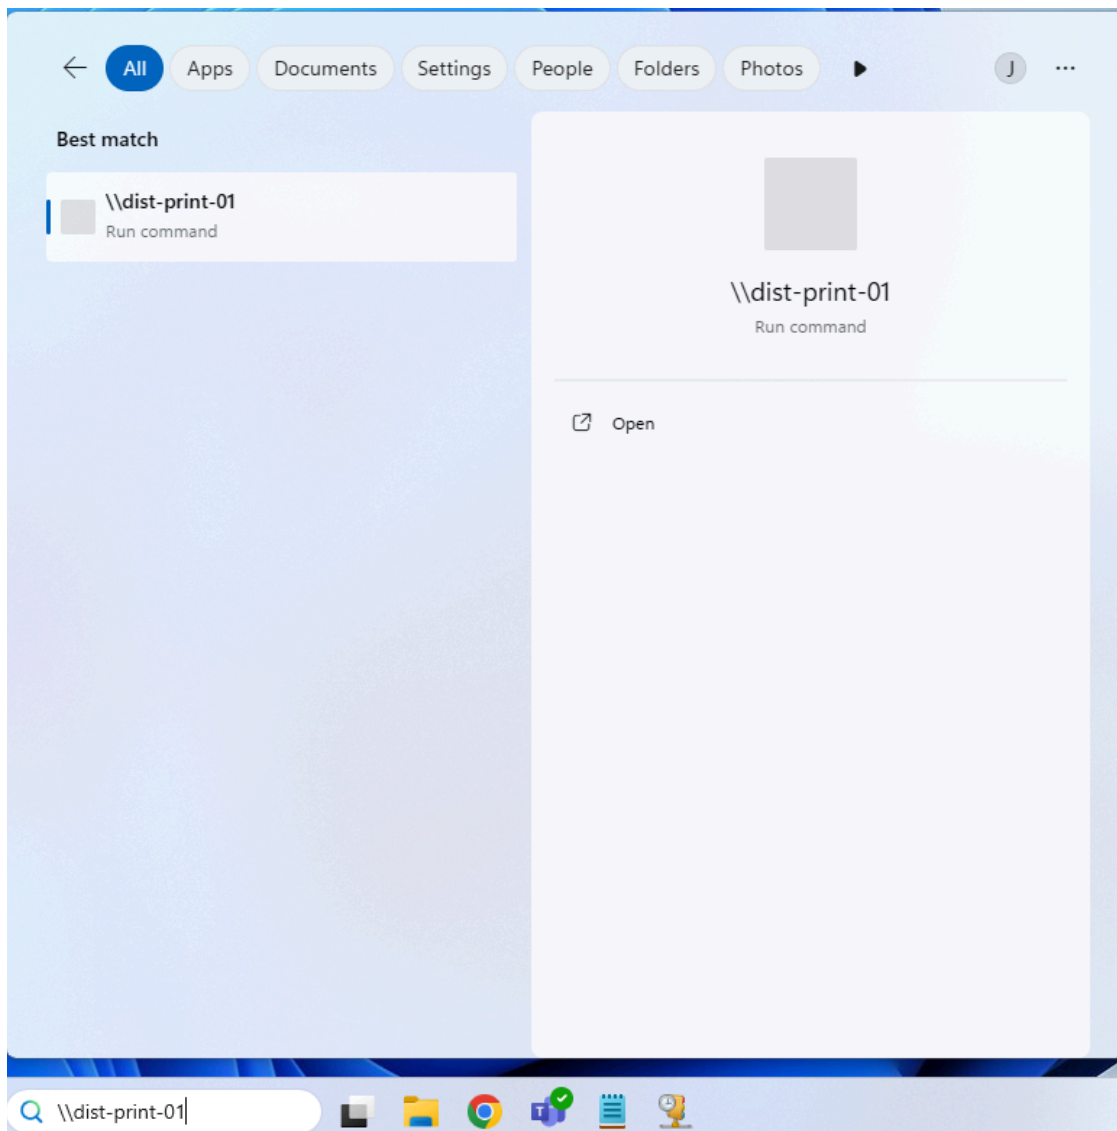 All
Apps
Documents
Settings
People
Folders
Photos
J
Best match
\\dist-print-01
Run command
\\dist-print-01
Run command
Open
\\dist-print-01
T